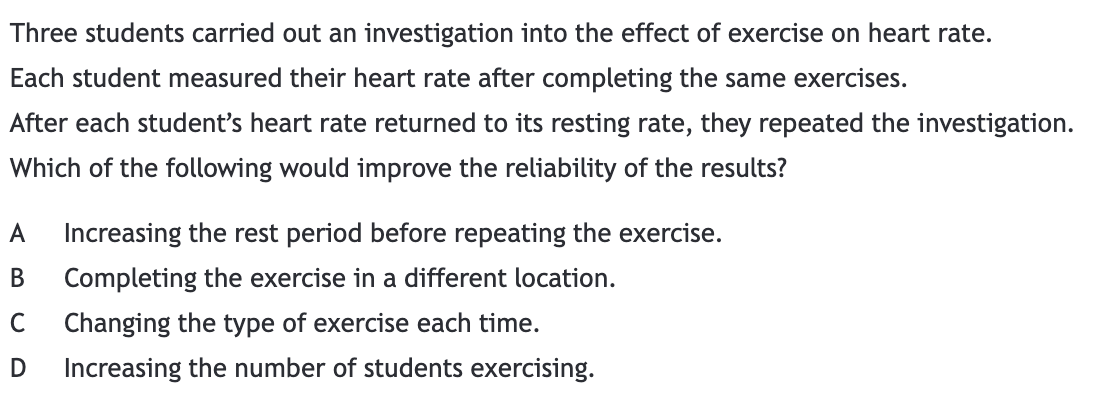 Three students carried out an investigation into the effect of exercise on heart rate.
Each student measured their heart rate after completing the same exercises.
After each student’s heart rate returned to its resting rate, they repeated the investigation.
Which of the following would improve the reliability of the results?
A Increasing the rest period before repeating the exercise.
B Completing the exercise in a different location.
C Changing the type of exercise each time.
D Increasing the number of students exercising.